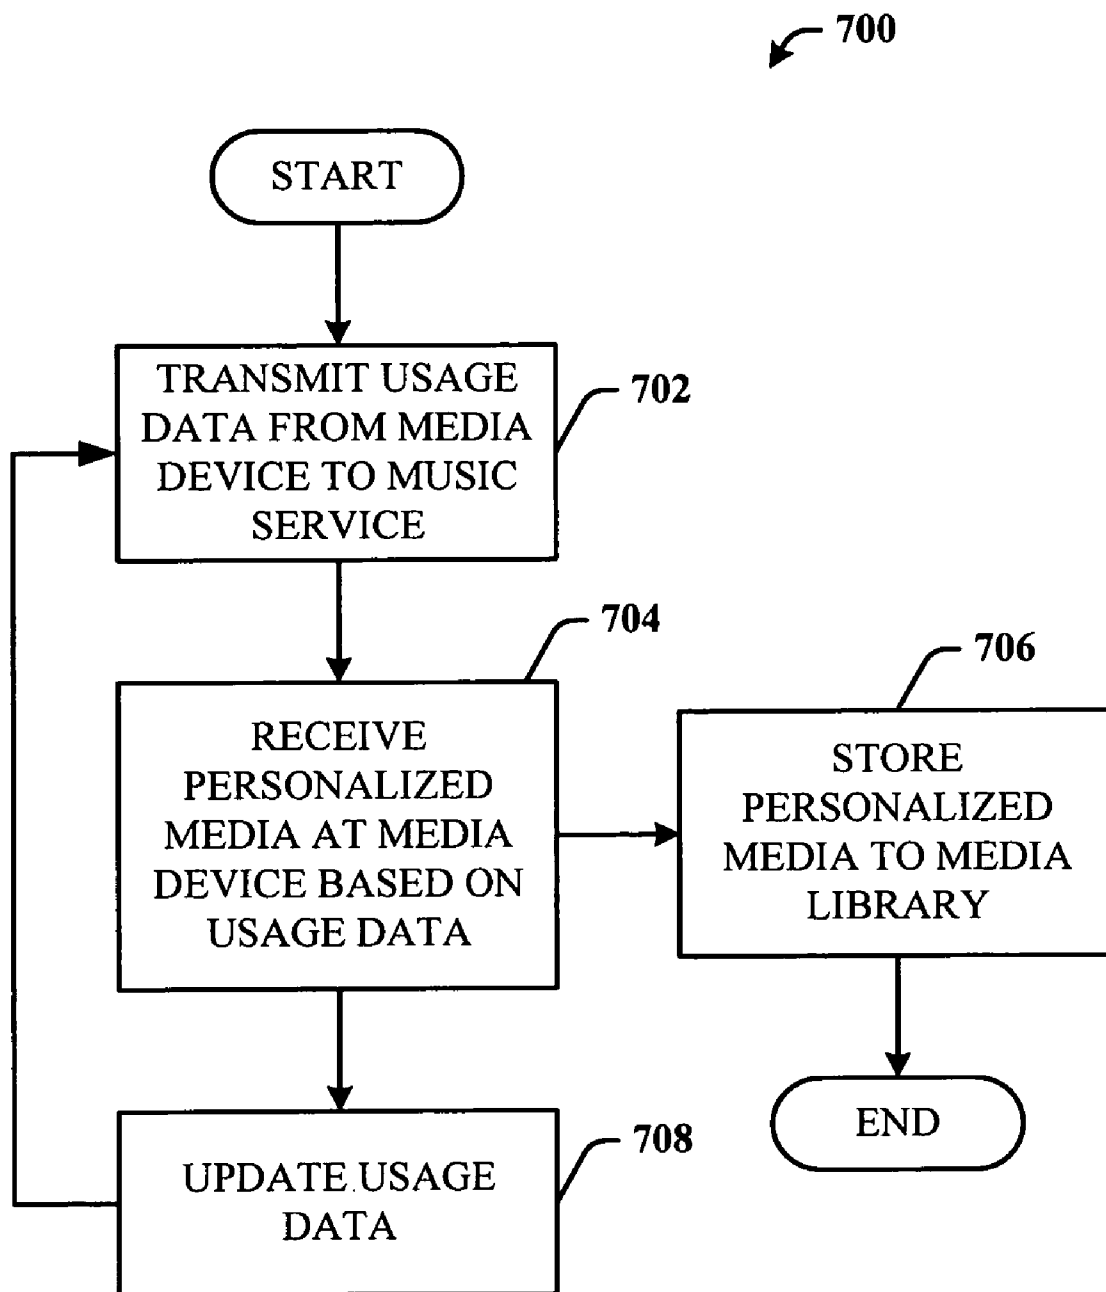 700
START
TRANSMIT USAGE
DATA FROM MEDIA
DEVICE TO MUSIC
SERVICE
702
RECEIVE
PERSONALIZED
MEDIA AT MEDIA
DEVICE BASED ON
USAGE DATA
704
STORE
PERSONALIZED
MEDIA TO MEDIA
LIBRARY
706
END
UPDATE USAGE
DATA
708